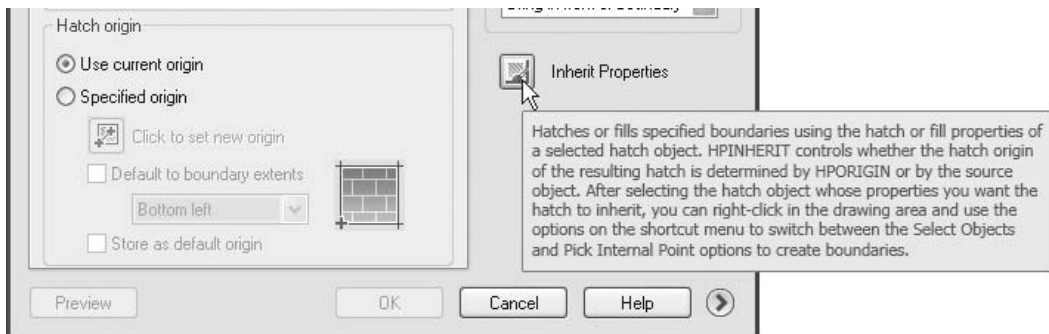 Hatch origin
Use current origin
Specified origin
Click to set new origin
Default to boundary extents
Bottom left
Store as default origin
Inherit Properties
Hatches or fills specified boundaries using the hatch or fill properties of
a selected hatch object. HPINHERIT controls whether the hatch origin
of the resulting hatch is determined by HPORIGIN or by the source
object. After selecting the hatch object whose properties you want the
hatch to inherit, you can right-click in the drawing area and use the
options on the shortcut menu to switch between the Select Objects
and Pick Internal Point options to create boundaries.
Preview
OK
Cancel
Help